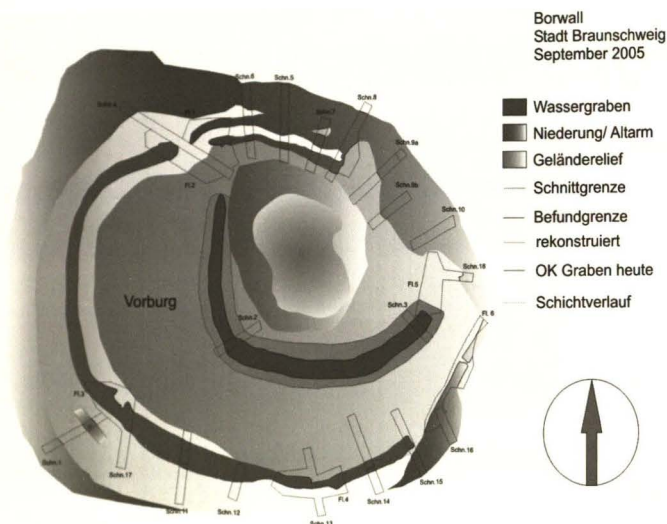 Borwall
Stadt Braunschweig
September 2005
Wassergraben
Niederung/ Altarm
Geländerelief
Schnittgrenze
Befundgrenze
rekonstruiert
OK Graben heute
Schichtverlauf
Schn.6
Schn.5
Schn.8
Schn.4
Fl.1
Schn.7
Schn.9a
Fl.2
Schn.9b
Schn.10
Schn.18
Fl.5
Vorburg
Schn.3
Fl. 6
Schn.2
Fl.3
Schn.1
Schn.17
Schn.16
Schn.15
Schn.11
Schn.12
Fl.4
Schn.14
Schn.13